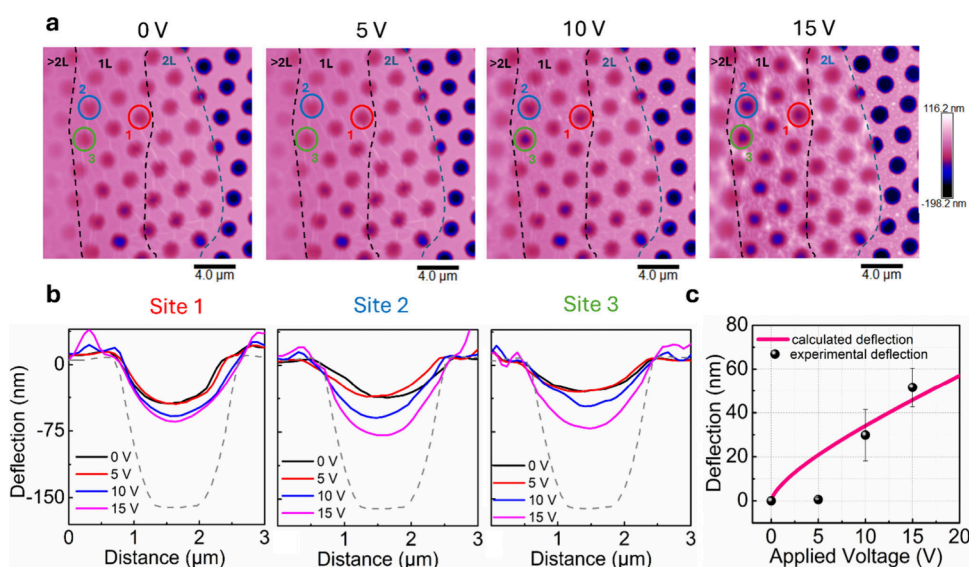 a
0 V
5 V
10 V
15 V
>2L 1L 2L
>2L 1L 2L
>2L 1L 2L
>2L 1L 2L
2
1
3
2
1
3
2
1
3
2
1
3
116.2 nm
-198.2 nm
4.0 µm
4.0 µm
4.0 µm
4.0 µm
b
Site 1
Site 2
Site 3
Deflection (nm)
0
-75
-150
0 V
5 V
10 V
15 V
0 V
5 V
10 V
15 V
0 V
5 V
10 V
15 V
0 1 2 3
0 1 2 3
0 1 2 3
Distance (µm)
Distance (µm)
Distance (µm)
c
Deflection (nm)
80
60
40
20
0
calculated deflection
experimental deflection
0 5 10 15 20
Applied Voltage (V)